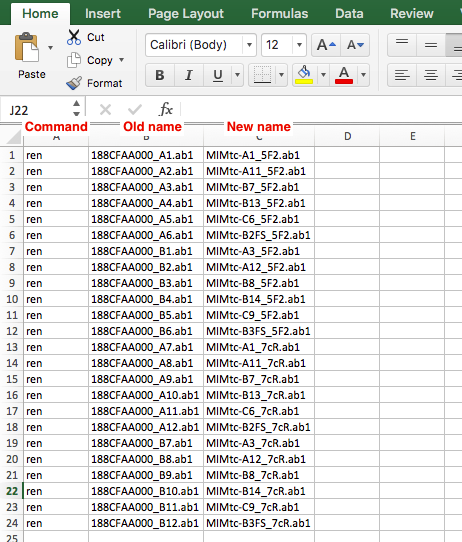 Home Insert Page Layout Formulas Data Review
Paste
Cut
Copy
Format
Calibri (Body) 12 A A
B I U A
J22 fx
Command Old name New name
A D E
1 ren 188CFAA000_A1.ab1 MIMtc-A1_5F2.ab1
2 ren 188CFAA000_A2.ab1 MIMtc-A11_5F2.ab1
3 ren 188CFAA000_A3.ab1 MIMtc-B7_5F2.ab1
4 ren 188CFAA000_A4.ab1 MIMtc-B13_5F2.ab1
5 ren 188CFAA000_A5.ab1 MIMtc-C6_5F2.ab1
6 ren 188CFAA000_A6.ab1 MIMtc-B2FS_5F2.ab1
7 ren 188CFAA000_B1.ab1 MIMtc-A3_5F2.ab1
8 ren 188CFAA000_B2.ab1 MIMtc-A12_5F2.ab1
9 ren 188CFAA000_B3.ab1 MIMtc-B8_5F2.ab1
10 ren 188CFAA000_B4.ab1 MIMtc-B14_5F2.ab1
11 ren 188CFAA000_B5.ab1 MIMtc-C9_5F2.ab1
12 ren 188CFAA000_B6.ab1 MIMtc-B3FS_5F2.ab1
13 ren 188CFAA000_A7.ab1 MIMtc-A1_7cR.ab1
14 ren 188CFAA000_A8.ab1 MIMtc-A11_7cR.ab1
15 ren 188CFAA000_A9.ab1 MIMtc-B7_7cR.ab1
16 ren 188CFAA000_A10.ab1 MIMtc-B13_7cR.ab1
17 ren 188CFAA000_A11.ab1 MIMtc-C6_7cR.ab1
18 ren 188CFAA000_A12.ab1 MIMtc-B2FS_7cR.ab1
19 ren 188CFAA000_B7.ab1 MIMtc-A3_7cR.ab1
20 ren 188CFAA000_B8.ab1 MIMtc-A12_7cR.ab1
21 ren 188CFAA000_B9.ab1 MIMtc-B8_7cR.ab1
22 ren 188CFAA000_B10.ab1 MIMtc-B14_7cR.ab1
23 ren 188CFAA000_B11.ab1 MIMtc-C9_7cR.ab1
24 ren 188CFAA000_B12.ab1 MIMtc-B3FS_7cR.ab1
25